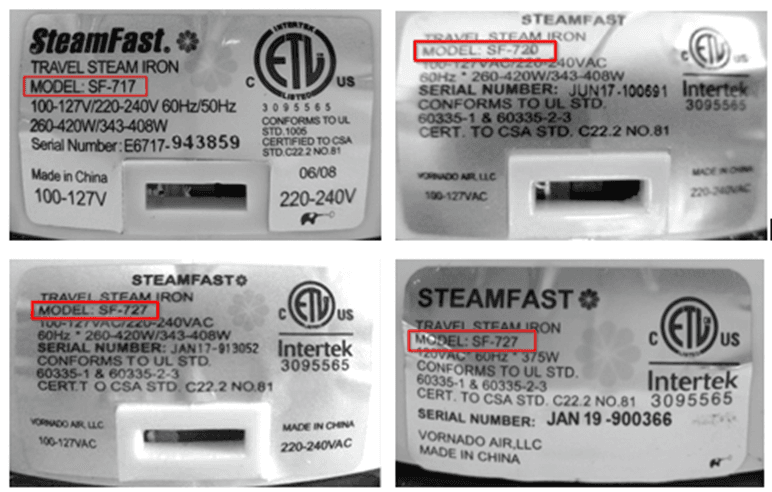 SteamFast.
TRAVEL STEAM IRON
MODEL: SF-717
100-127V/220-240V 60Hz/50Hz
260-420W/343-408W
Serial Number: E6717-943859
Made in China
100-127V
INTERTEK
ETL
LISTED
C US
3095565
CONFORMS TO UL
STD.1005
CERTIFIED TO CSA
STD.C22.2 NO.81
06/08
220-240V
STEAMFAST
TRAVEL STEAM IRON
MODEL: SF-720
100-127VAC/220-240VAC
60Hz * 260-420W/343-408W
SERIAL NUMBER: JUN17-100691
CONFORMS TO UL STD.
60335-1 & 60335-2-3
CERT. TO CSA STD. C22.2 NO.81
C ETL US
Intertek
3095565
VORNADO AIR, LLC.
100-127VAC
MADE IN CHINA
220-240VAC
STEAMFAST
TRAVEL STEAM IRON
MODEL: SF-727
100-127VAC/220-240VAC
60Hz * 260-420W/343-408W
SERIAL NUMBER: JAN17-913052
CONFORMS TO UL STD.
60335-1 & 60335-2-3
CERT.T O CSA STD. C22.2 NO.81
C ETL US
Intertek
3095565
VORNADO AIR, LLC
100-127VAC
MADE IN CHINA
220-240VAC
STEAMFAST
TRAVEL STEAM IRON
MODEL: SF-727
120VAC* 60Hz * 375W
CONFORMS TO UL STD.
60335-1 & 60335-2-3
CERT. TO CSA STD. C22.2 NO.81
SERIAL NUMBER: JAN 19-900366
VORNADO AIR,LLC
MADE IN CHINA
C ETL US
Intertek
3095565